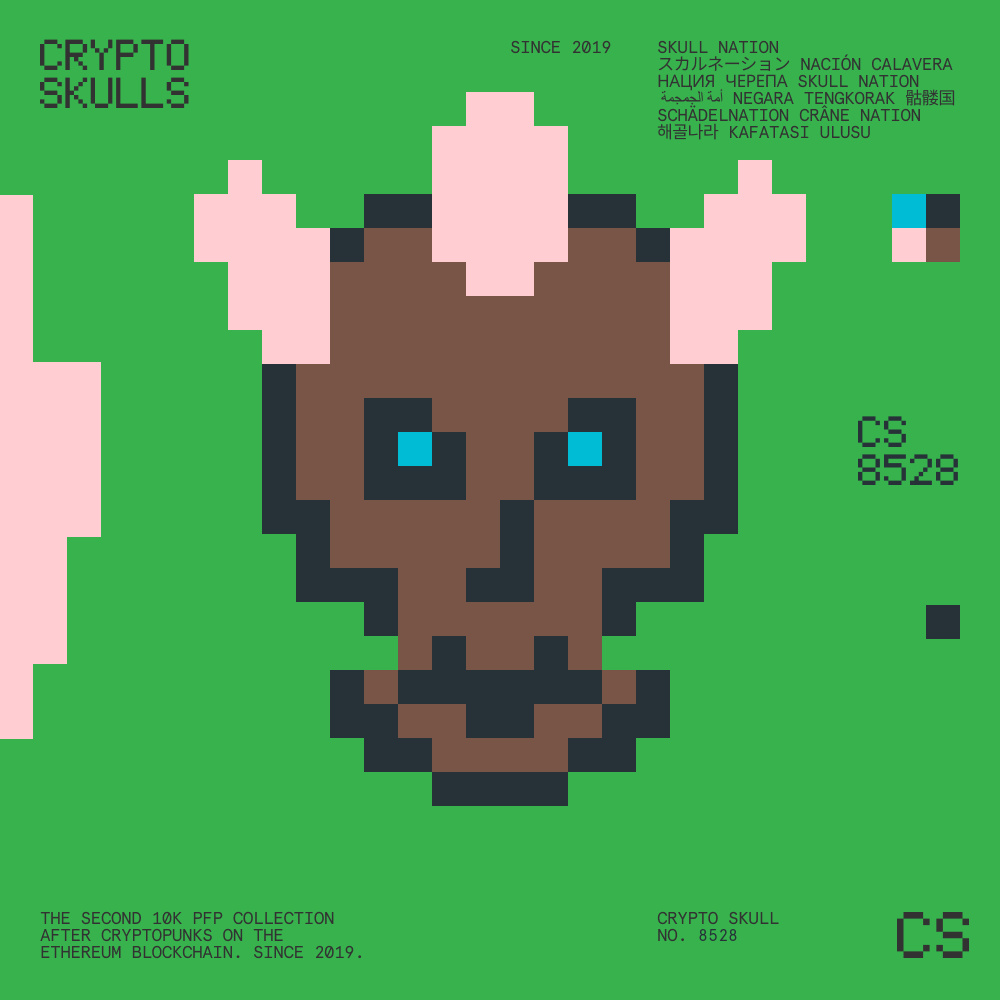 CRYPTO
SKULLS
SINCE 2019
SKULL NATION
スカルネーション NACIÓN CALAVERA
НАЦИЯ ЧЕРЕПА SKULL NATION
أمة الجمجمة NEGARA TENGKORAK 骷髅国
SCHÄDELNATION CRÂNE NATION
해골나라 KAFATASI ULUSU
CS
8528
THE SECOND 10K PFP COLLECTION
AFTER CRYPTOPUNKS ON THE
ETHEREUM BLOCKCHAIN. SINCE 2019.
CRYPTO SKULL
NO. 8528
CS